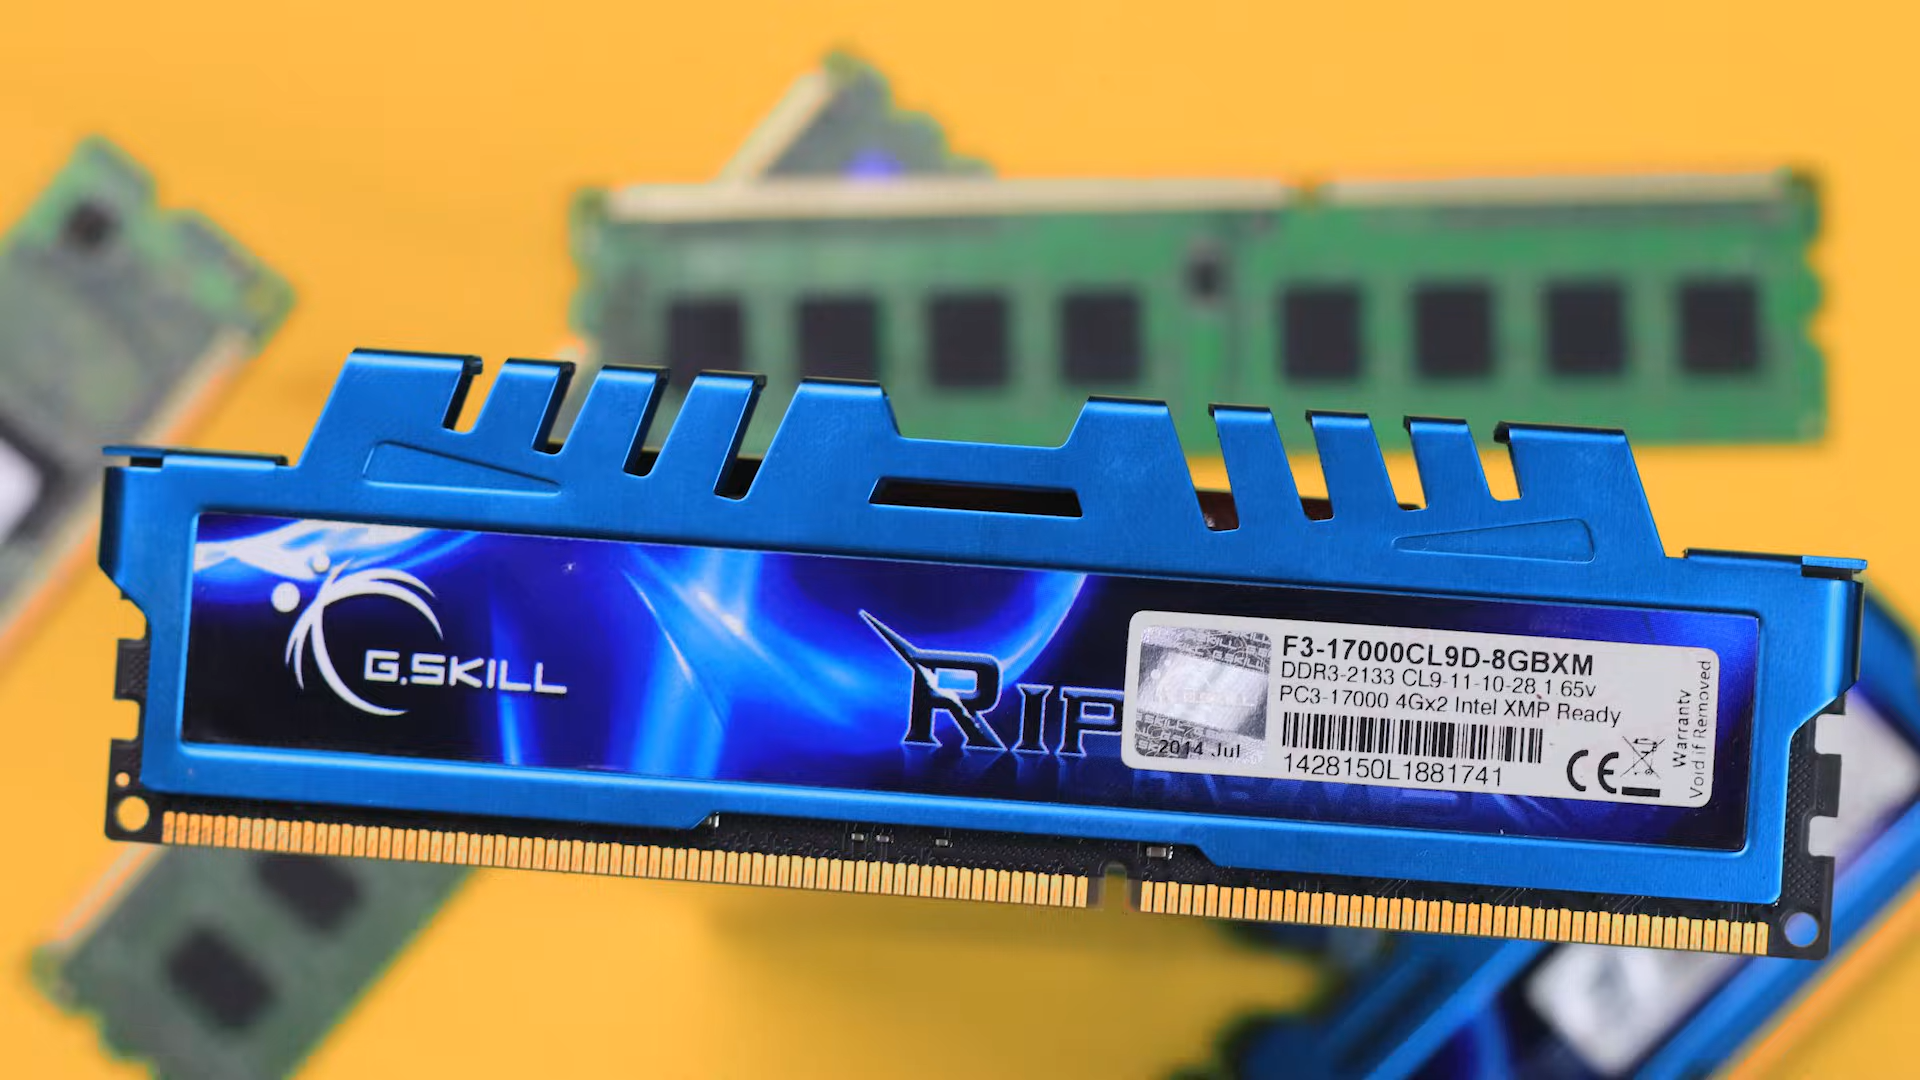 G.SKILL
RIP
F3-17000CL9D-8GBXM
DDR3-2133 CL9-11-10-28 1.65v
PC3-17000 4Gx2 Intel XMP Ready
2014 Jul
1428150L1881741
CE
Warranty
Void if Removed
G.SKILL